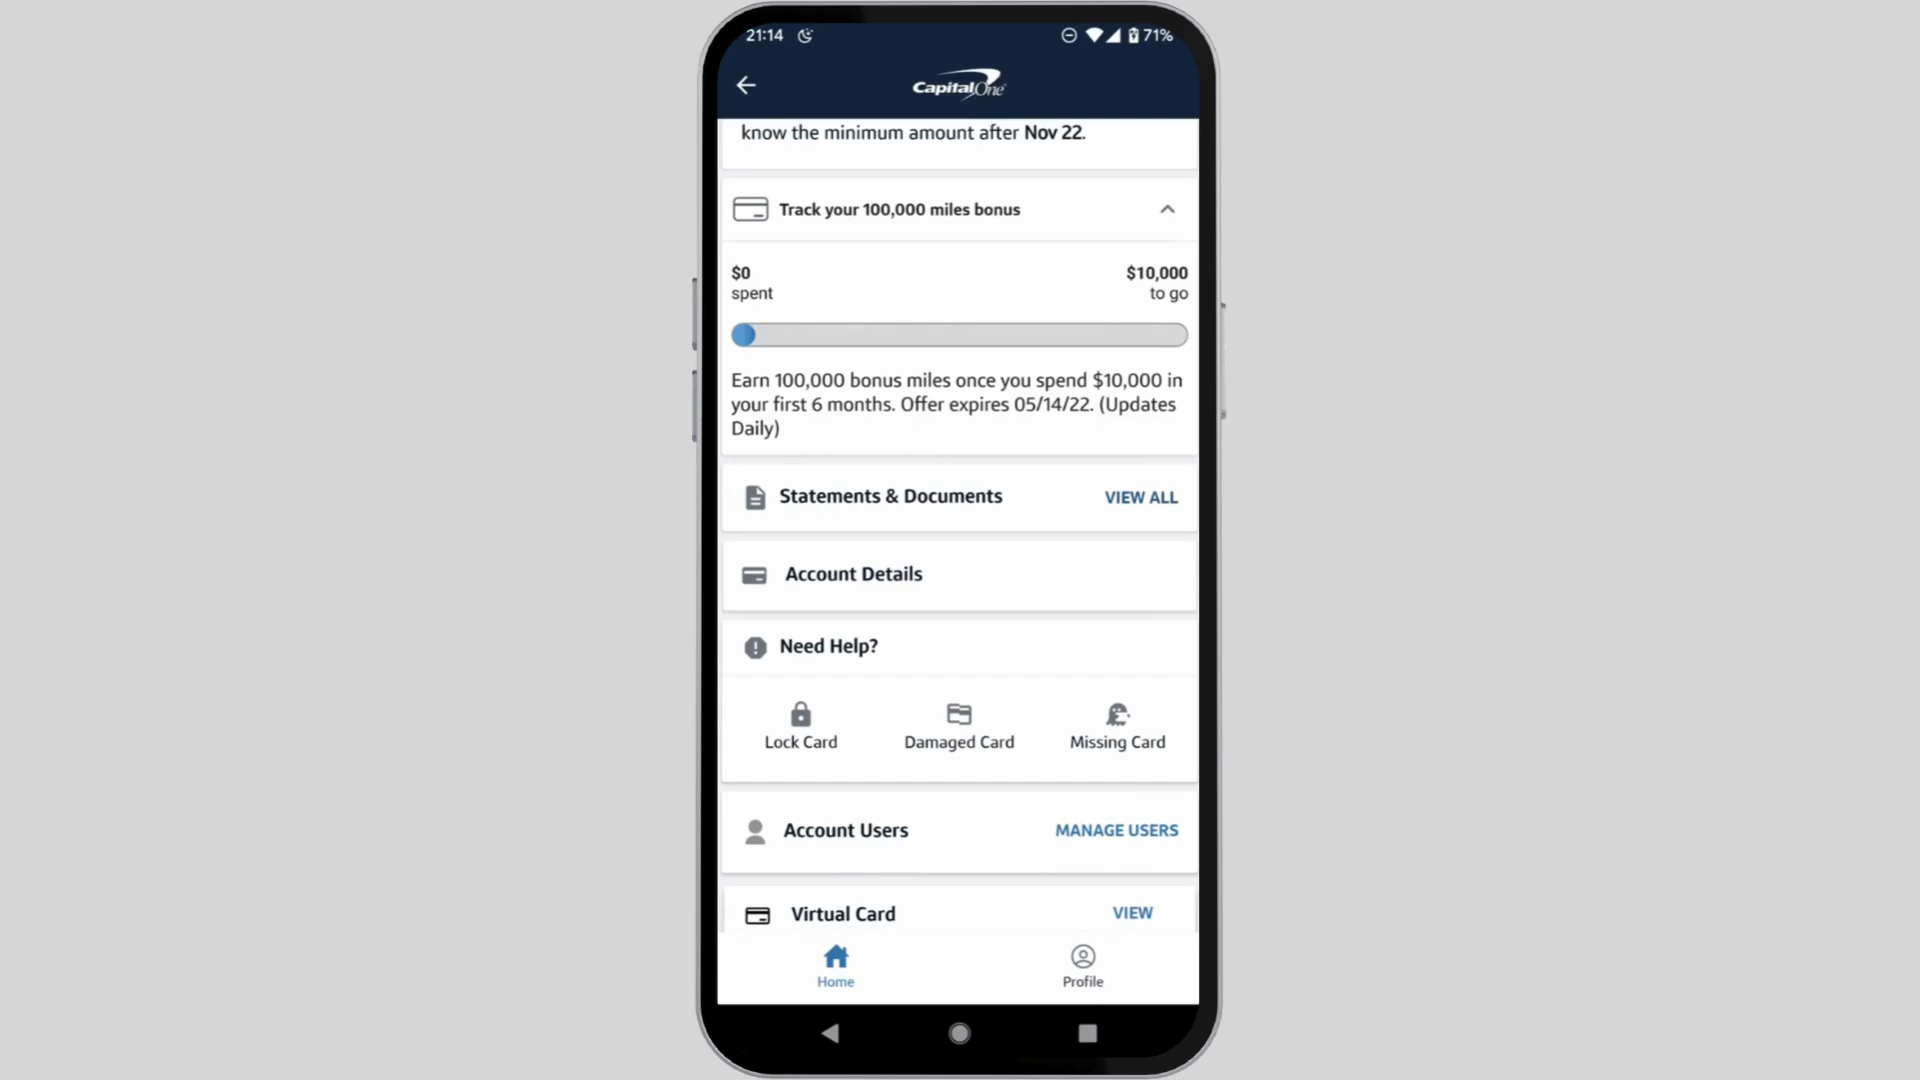 21:14
71%
CapitalOne
know the minimum amount after Nov 22.
Track your 100,000 miles bonus
$0
$10,000
spent
to go
Earn 100,000 bonus miles once you spend $10,000 in
your first 6 months. Offer expires 05/14/22. (Updates
Daily)
Statements & Documents
VIEW ALL
Account Details
Need Help?
Lock Card
Damaged Card
Missing Card
Account Users
MANAGE USERS
Virtual Card
VIEW
Home
Profile